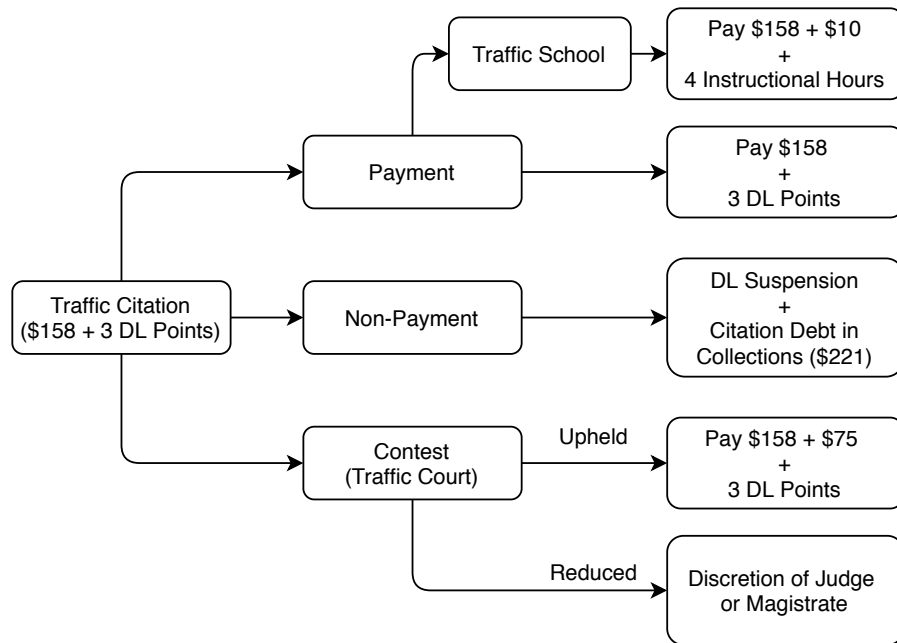 Traffic School
Pay $158 + $10
+
4 Instructional Hours
Payment
Pay $158
+
3 DL Points
Traffic Citation
($158 + 3 DL Points)
Non-Payment
DL Suspension
+
Citation Debt in
Collections ($221)
Contest
(Traffic Court)
Upheld
Pay $158 + $75
+
3 DL Points
Reduced
Discretion of Judge
or Magistrate